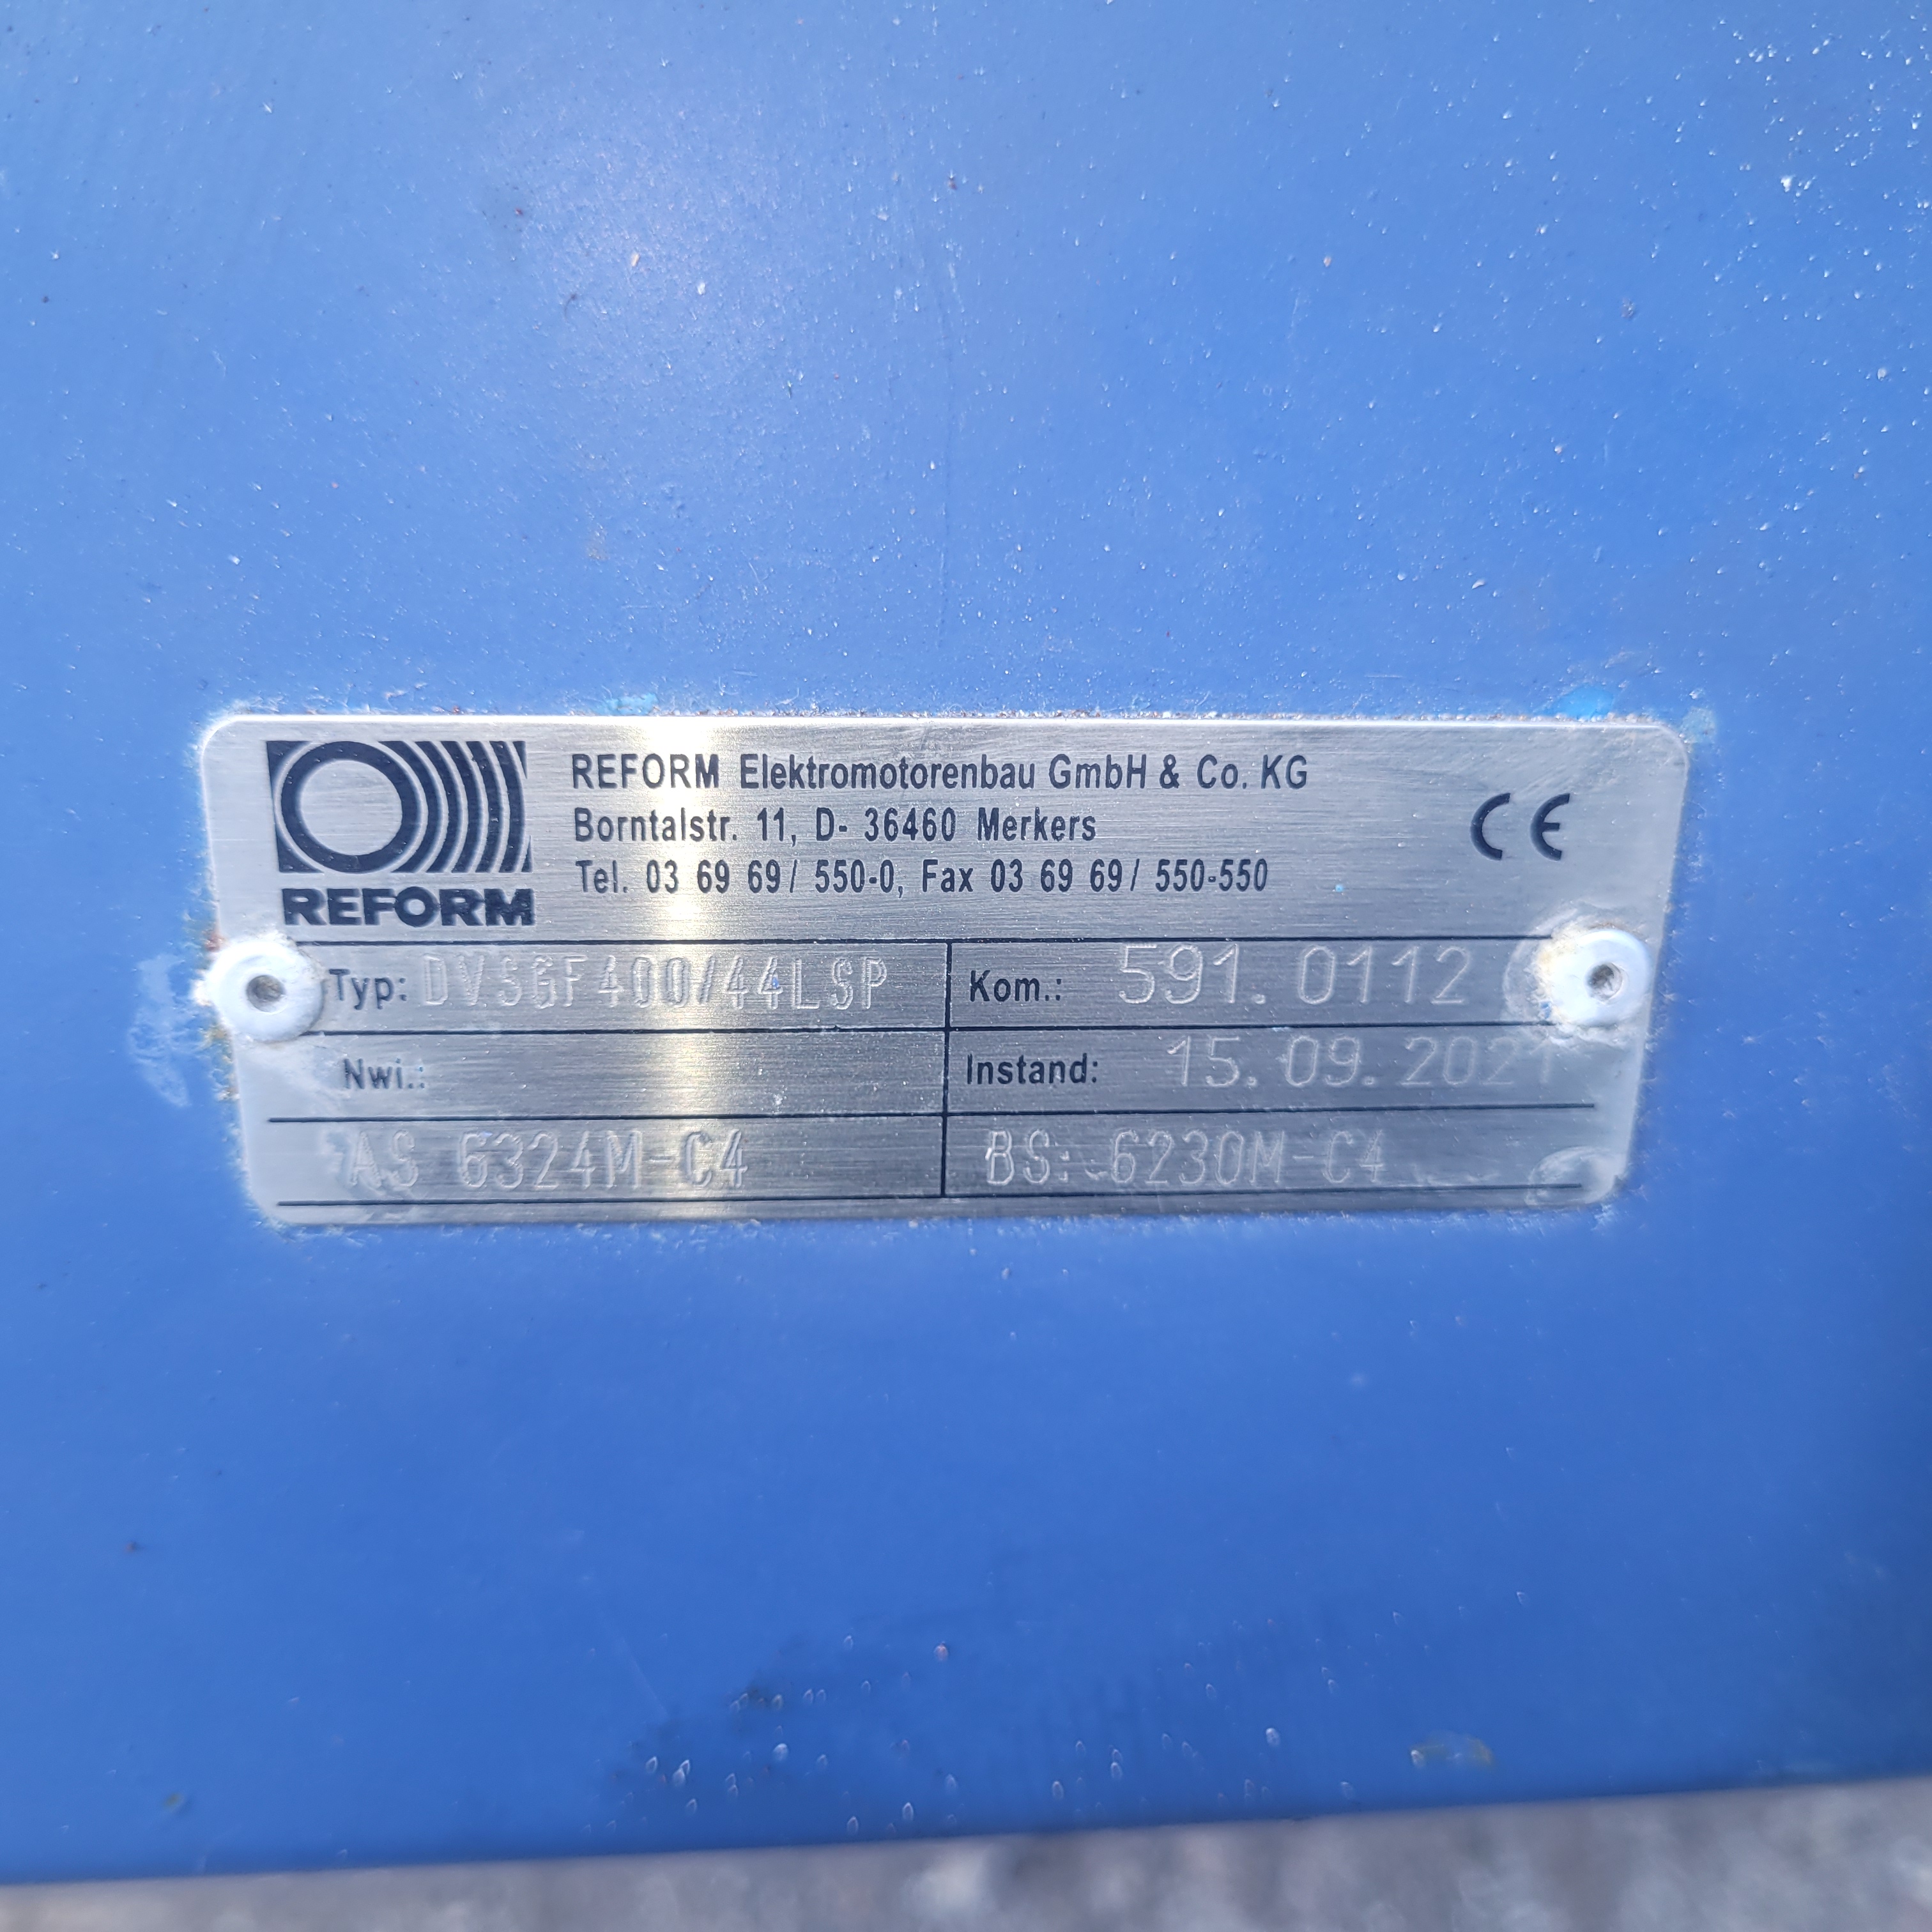 REFORM Elektromotorenbau GmbH & Co. KG
Borntalstr. 11, D- 36460 Merkers
Tel. 03 69 69/ 550-0, Fax 03 69 69/ 550-550
CE
REFORM
Typ: DVSGF400/44LSP Kom.: 591.0112
Nwi.: Instand: 15.09.2021
AS 6324M-C4 BS: 6230M-C4